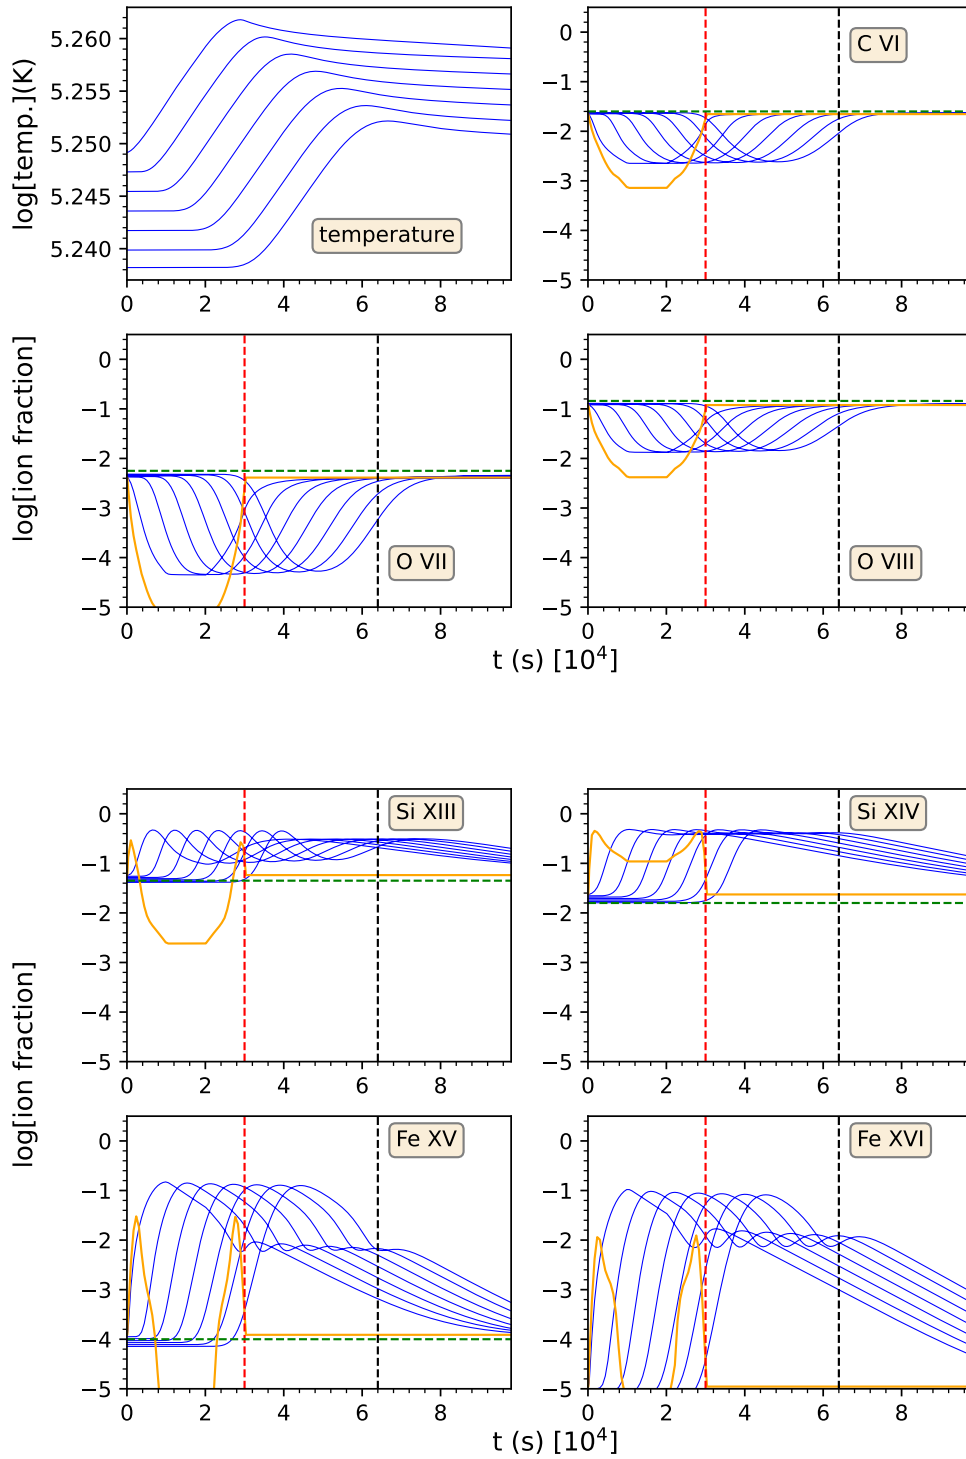 log[temp.](K)
5.260
5.255
5.250
5.245
5.240
temperature
0 2 4 6 8
C VI
0
−1
−2
−3
−4
−5
0 2 4 6 8
log[ion fraction]
0
−1
−2
−3
−4
−5
O VII
0 2 4 6 8
0
−1
−2
−3
−4
−5
O VIII
0 2 4 6 8
t (s) [10⁴]
log[ion fraction]
Si XIII
0
−1
−2
−3
−4
−5
0 2 4 6 8
Si XIV
0
−1
−2
−3
−4
−5
0 2 4 6 8
Fe XV
0
−1
−2
−3
−4
−5
0 2 4 6 8
Fe XVI
0
−1
−2
−3
−4
−5
0 2 4 6 8
t (s) [10⁴]